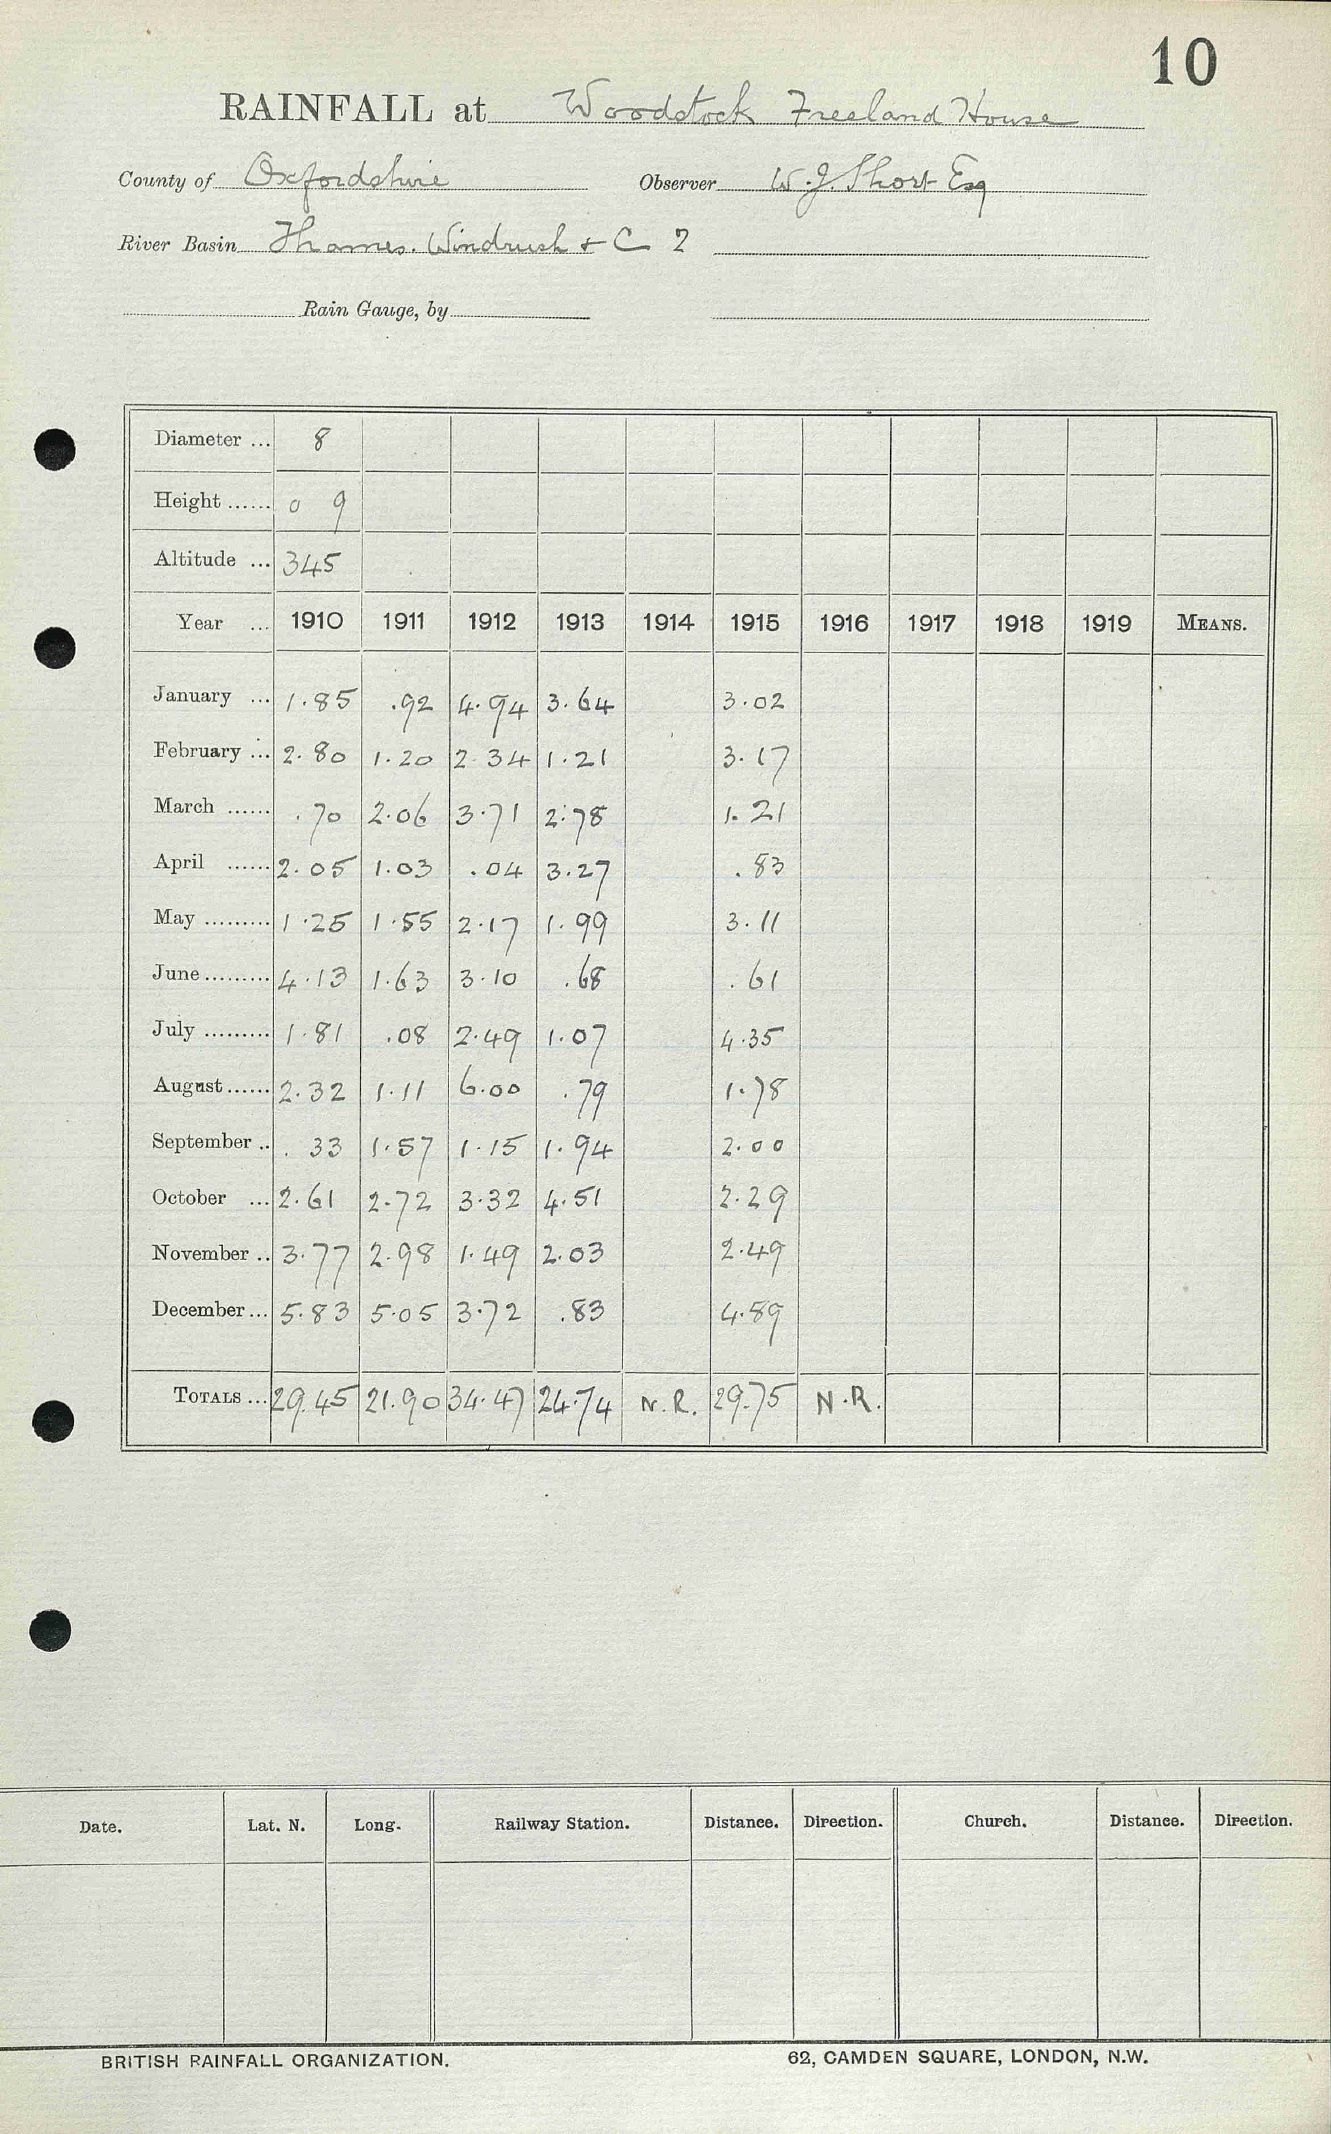 10
RAINFALL at Woodstock Freeland House
County of Oxfordshire Observer W. J. Short Esq
River Basin Thames. Windrush & C 2
Rain Gauge, by
Diameter ... 8
Height ...... 0 9
Altitude ... 345
Year ... 1910 1911 1912 1913 1914 1915 1916 1917 1918 1919 MEANS.
January ... 1.85 .92 4.94 3.64 3.02
February ... 2.80 1.20 2.34 1.21 3.17
March ...... .70 2.06 3.71 2.78 1.21
April ...... 2.05 1.03 .04 3.27 .83
May ......... 1.25 1.55 2.17 1.99 3.11
June ......... 4.13 1.63 3.10 .68 .61
July ......... 1.81 .08 2.49 1.07 4.35
August ...... 2.32 1.11 6.00 .79 1.78
September .. .33 1.57 1.15 1.94 2.00
October ... 2.61 2.72 3.32 4.51 2.29
November .. 3.77 2.98 1.49 2.03 2.49
December ... 5.83 5.05 3.72 .83 4.89
TOTALS ... 29.45 21.90 34.47 24.74 N.R. 29.75 N.R.
Date. Lat. N. Long. Railway Station. Distance. Direction. Church. Distance. Direction.
BRITISH RAINFALL ORGANIZATION. 62, CAMDEN SQUARE, LONDON, N.W.